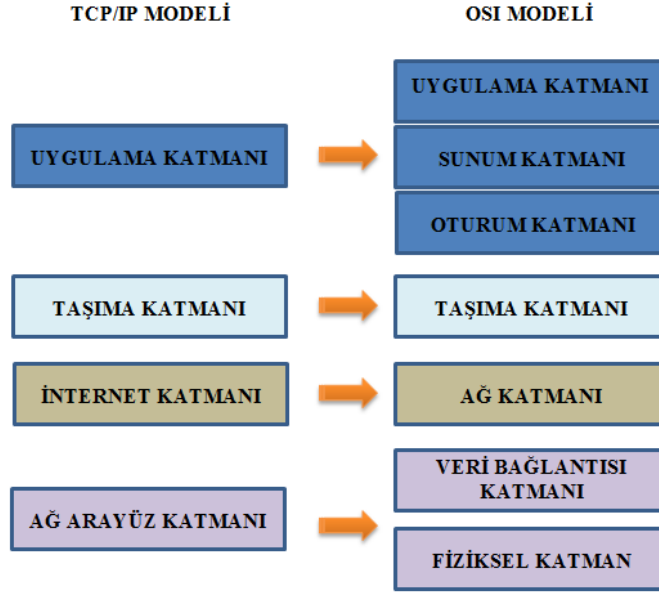 TCP/IP MODELİ
OSI MODELİ
UYGULAMA KATMANI
UYGULAMA KATMANI
SUNUM KATMANI
OTURUM KATMANI
TAŞIMA KATMANI
TAŞIMA KATMANI
İNTERNET KATMANI
AĞ KATMANI
AĞ ARAYÜZ KATMANI
VERİ BAĞLANTISI
KATMANI
FİZİKSEL KATMAN